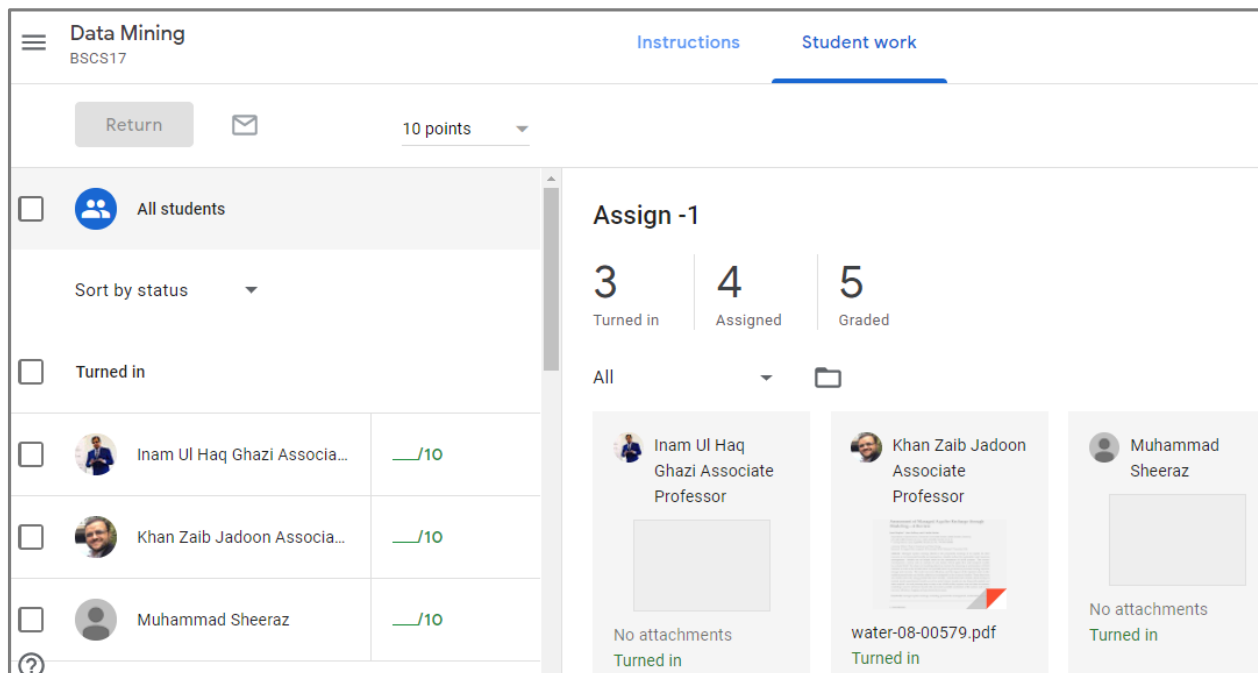 Data Mining
BSCS17
Instructions
Student work
Return
10 points
All students
Sort by status
Turned in
Inam Ul Haq Ghazi Associa...
__/10
Khan Zaib Jadoon Associa...
__/10
Muhammad Sheeraz
__/10
Assign -1
3
Turned in
4
Assigned
5
Graded
All
Inam Ul Haq
Ghazi Associate
Professor
No attachments
Turned in
Khan Zaib Jadoon
Associate
Professor
water-08-00579.pdf
Turned in
Muhammad
Sheeraz
No attachments
Turned in